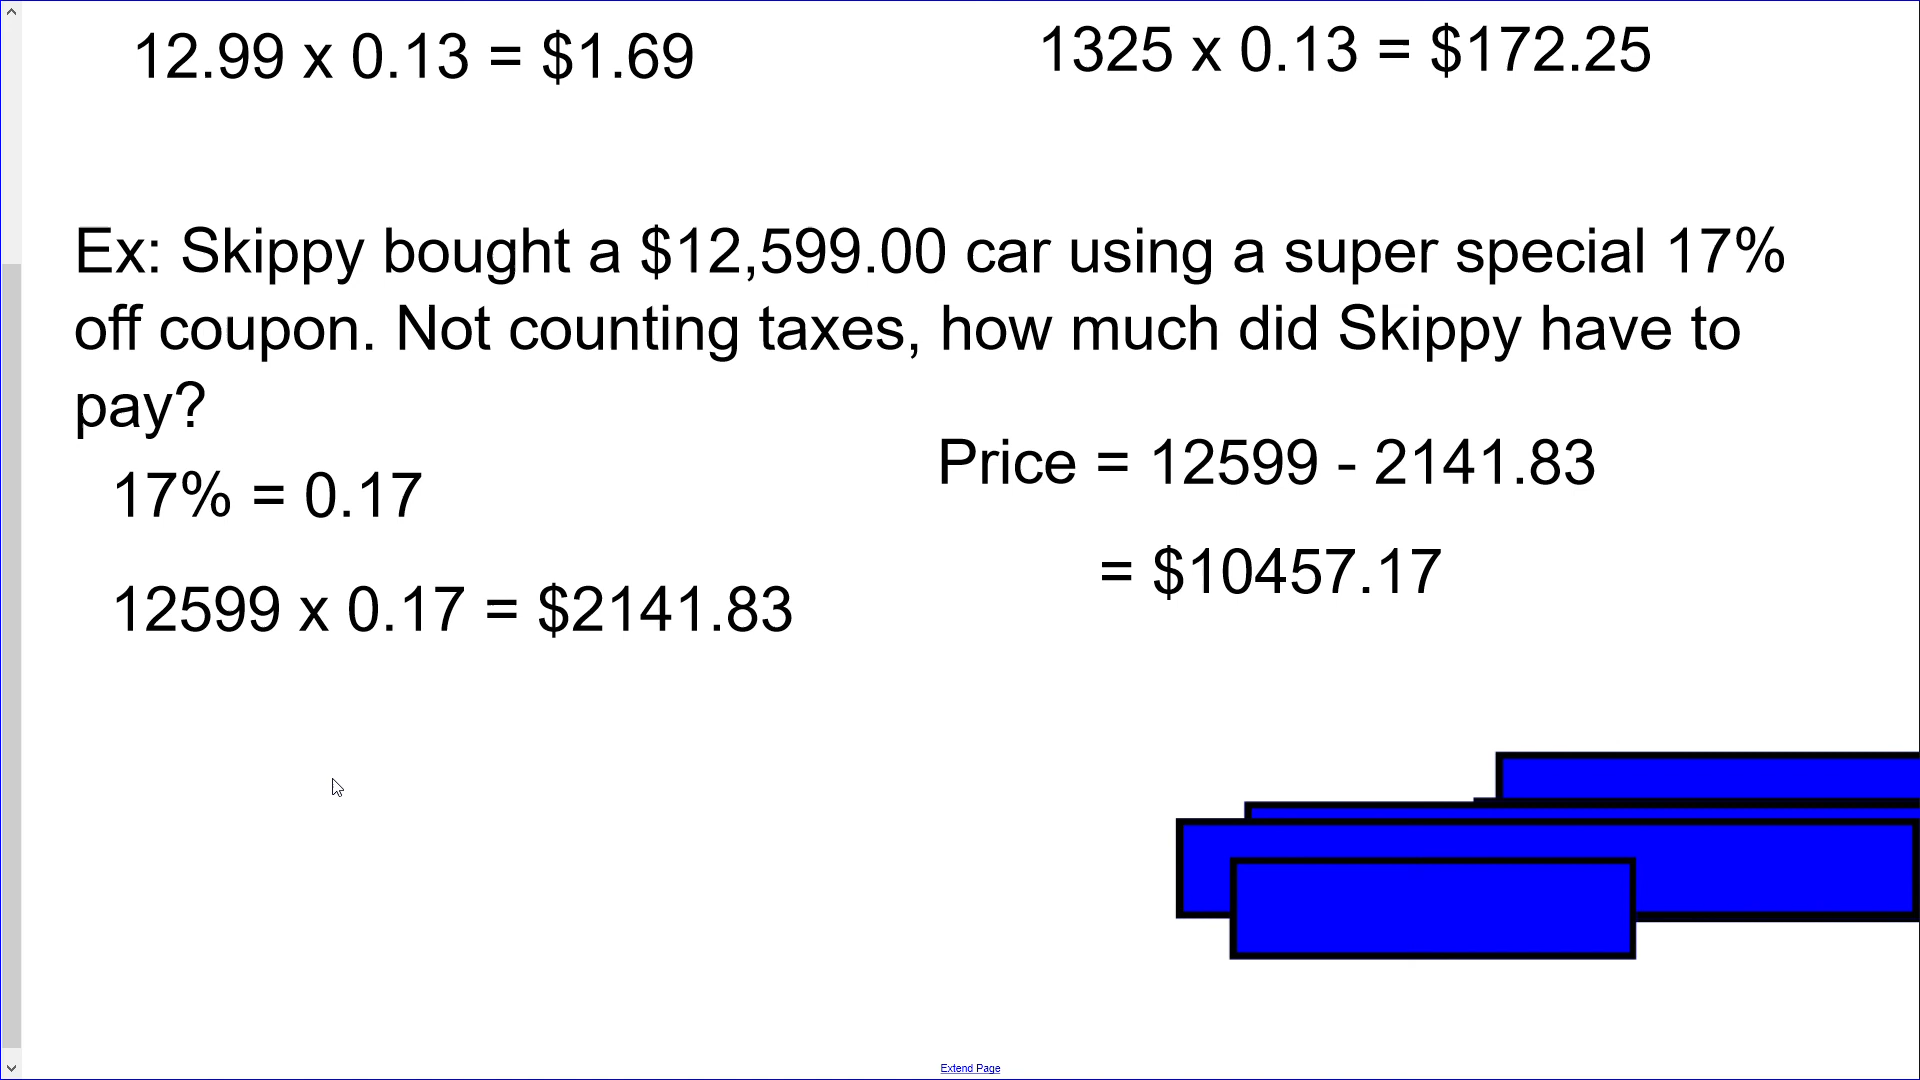 12.99 x 0.13 = $1.69
1325 x 0.13 = $172.25
Ex: Skippy bought a $12,599.00 car using a super special 17%
off coupon. Not counting taxes, how much did Skippy have to
pay?
17% = 0.17
12599 x 0.17 = $2141.83
Price = 12599 - 2141.83
= $10457.17
Extend Page